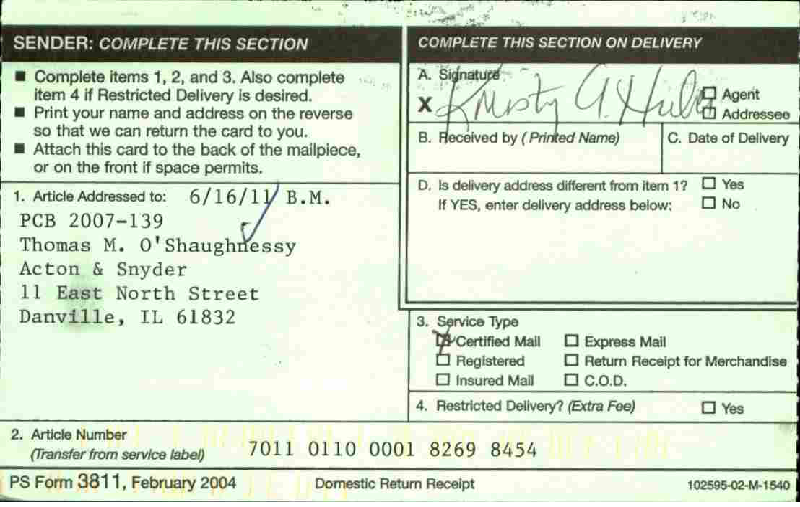 SENDER: COMPLETE THIS SECTION
■ Complete items 1, 2, and 3. Also complete
item 4 if Restricted Delivery is desired.
■ Print your name and address on the reverse
so that we can return the card to you.
■ Attach this card to the back of the mailpiece,
or on the front if space permits.
1. Article Addressed to: 6/16/11 B.M.
PCB 2007-139
Thomas M. O'Shaughnessy
Acton & Snyder
11 East North Street
Danville, IL 61832
2. Article Number
(Transfer from service label) 7011 0110 0001 8269 8454
COMPLETE THIS SECTION ON DELIVERY
A. Signature
X Kristy A.
☐ Agent
☐ Addressee
B. Received by (Printed Name)
C. Date of Delivery
D. Is delivery address different from item 1? ☐ Yes
If YES, enter delivery address below: ☐ No
3. Service Type
☒ Certified Mail ☐ Express Mail
☐ Registered ☐ Return Receipt for Merchandise
☐ Insured Mail ☐ C.O.D.
4. Restricted Delivery? (Extra Fee) ☐ Yes
PS Form 3811, February 2004 Domestic Return Receipt 102595-02-M-1540